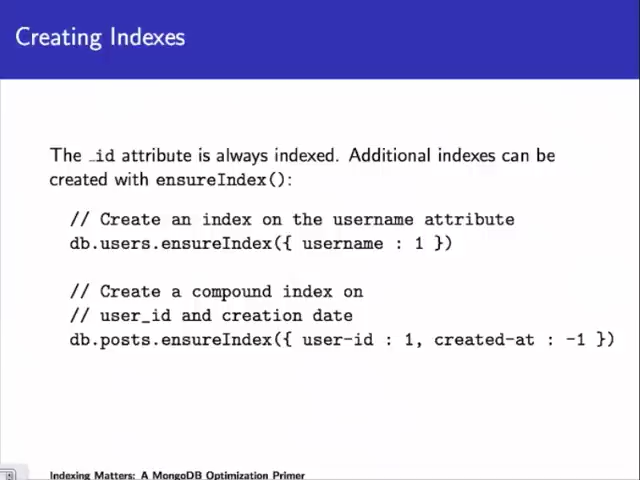 Creating Indexes
The _id attribute is always indexed. Additional indexes can be
created with ensureIndex():
// Create an index on the username attribute
db.users.ensureIndex({ username : 1 })
// Create a compound index on
// user_id and creation date
db.posts.ensureIndex({ user-id : 1, created-at : -1 })
Indexing Matters: A MongoDB Optimization Primer